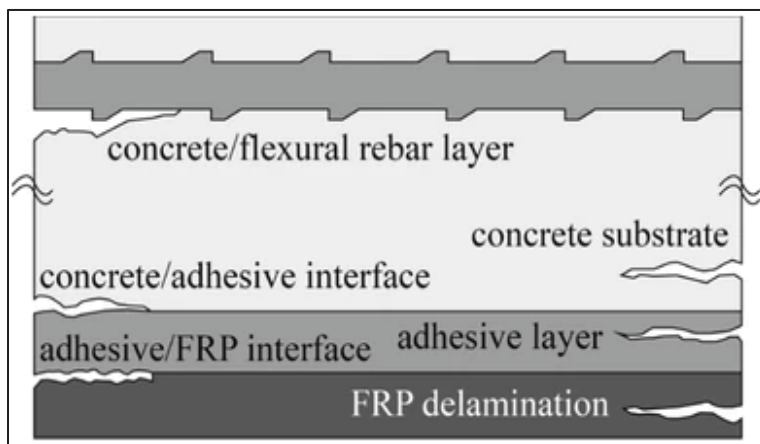 concrete/flexural rebar layer
concrete substrate
concrete/adhesive interface
adhesive layer
adhesive/FRP interface
FRP delamination